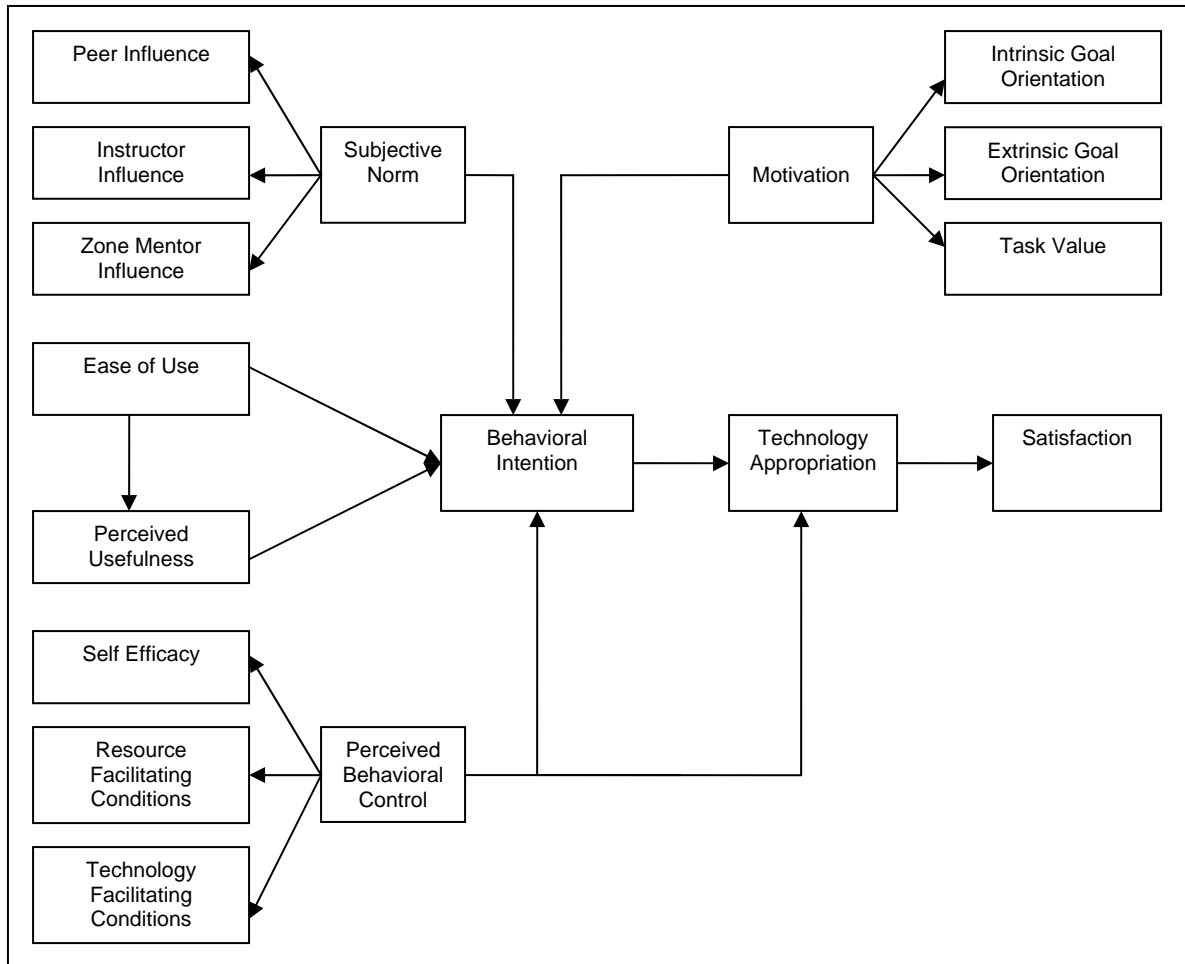 Peer Influence
Intrinsic Goal
Orientation
Instructor
Influence
Subjective
Norm
Motivation
Extrinsic Goal
Orientation
Zone Mentor
Influence
Task Value
Ease of Use
Behavioral
Intention
Technology
Appropriation
Satisfaction
Perceived
Usefulness
Self Efficacy
Resource
Facilitating
Conditions
Perceived
Behavioral
Control
Technology
Facilitating
Conditions